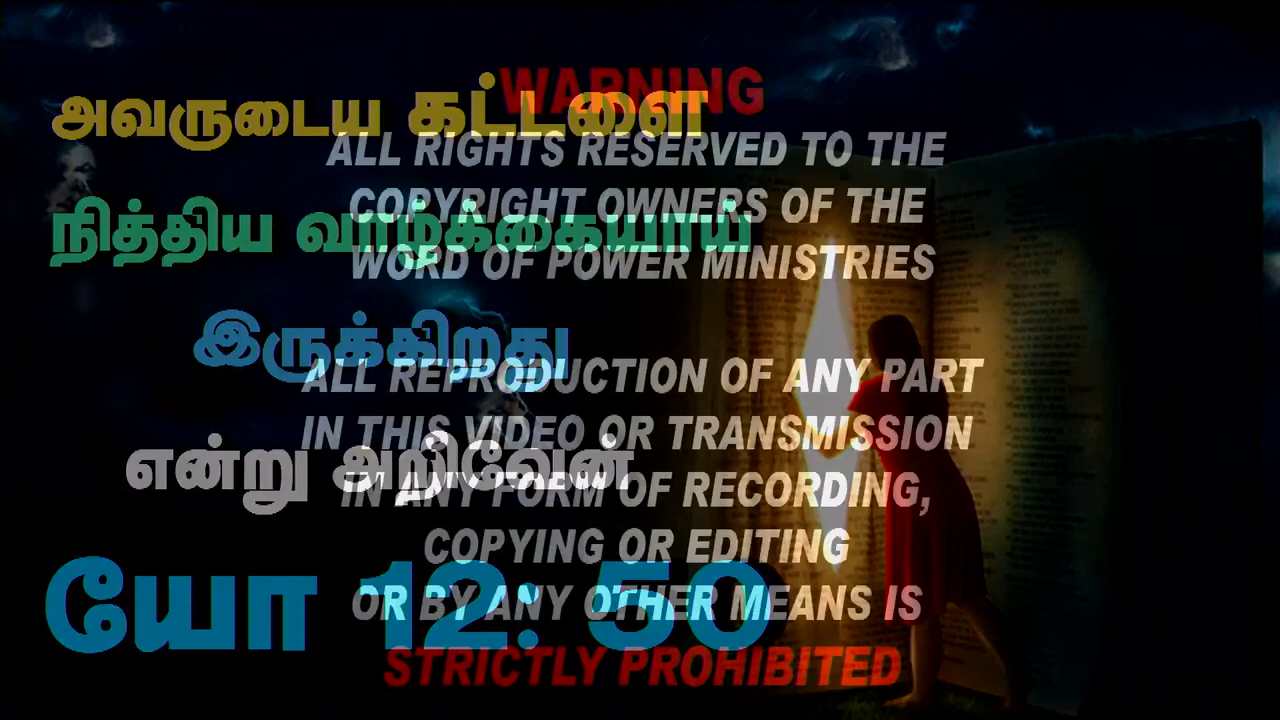 WARNING
ALL RIGHTS RESERVED TO THE
COPYRIGHT OWNERS OF THE
WORD OF POWER MINISTRIES
ALL REPRODUCTION OF ANY PART
IN THIS VIDEO OR TRANSMISSION
IN ANY FORM OF RECORDING,
COPYING OR EDITING
OR BY ANY OTHER MEANS IS
STRICTLY PROHIBITED
அவருடைய கட்டளை
நித்திய வாழ்க்கையாய்
இருக்கிறது
என்று அறிவேன்
யோ 12: 50